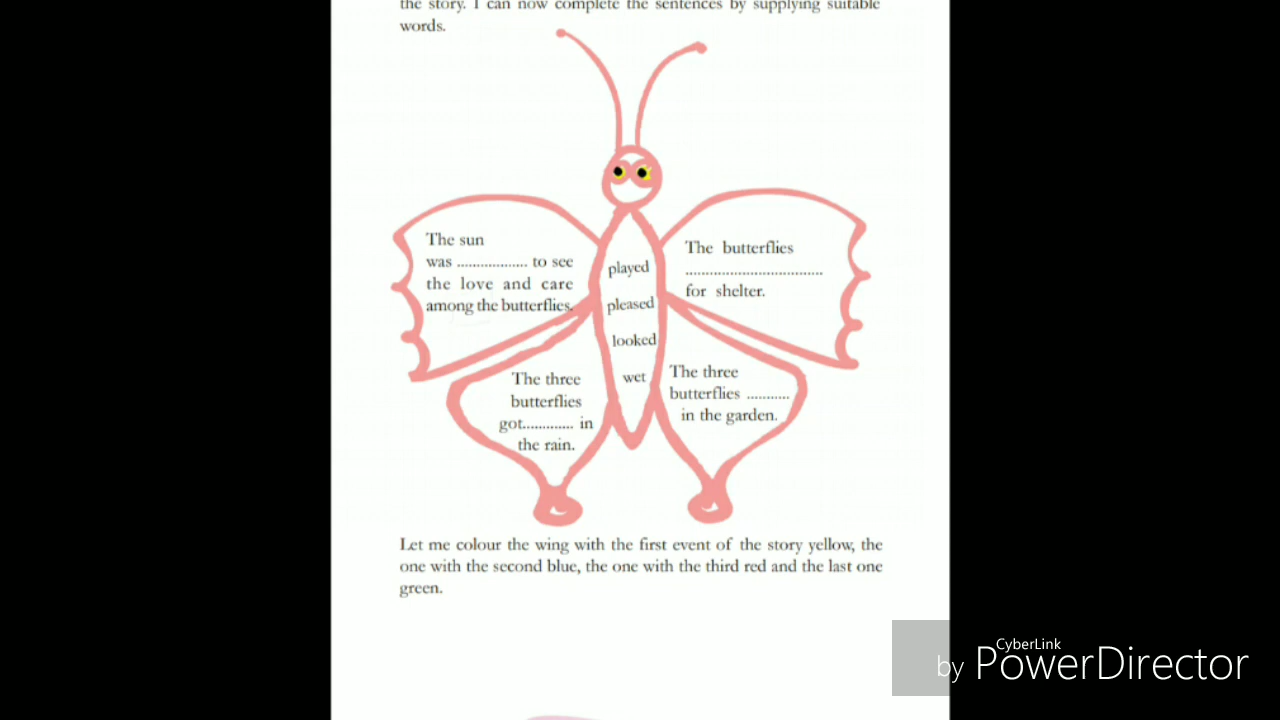 the story. I can now complete the sentences by supplying suitable
words.
The sun
was .................. to see
the love and care
among the butterflies.
The butterflies
...................................
for shelter.
played
pleased
looked
wet
The three
butterflies
got............. in
the rain.
The three
butterflies ...........
in the garden.
Let me colour the wing with the first event of the story yellow, the
one with the second blue, the one with the third red and the last one
green.
CyberLink
by PowerDirector